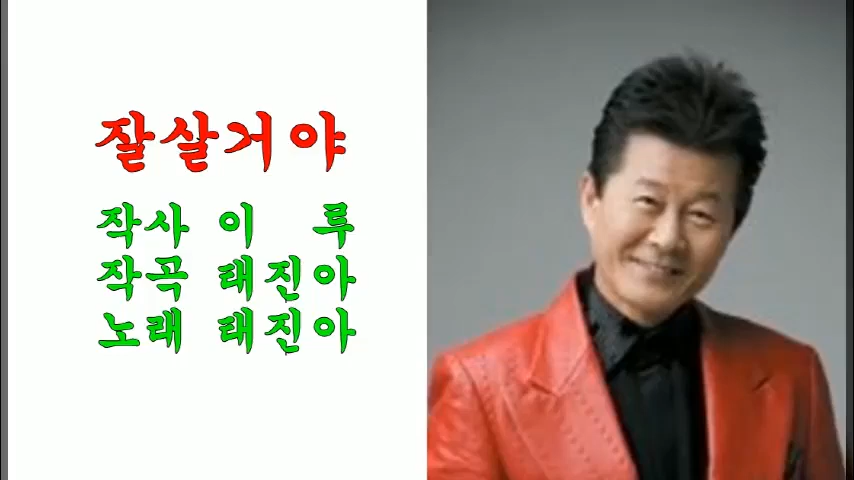 잘살거야
작사 이 루
작곡 태진아
노래 태진아